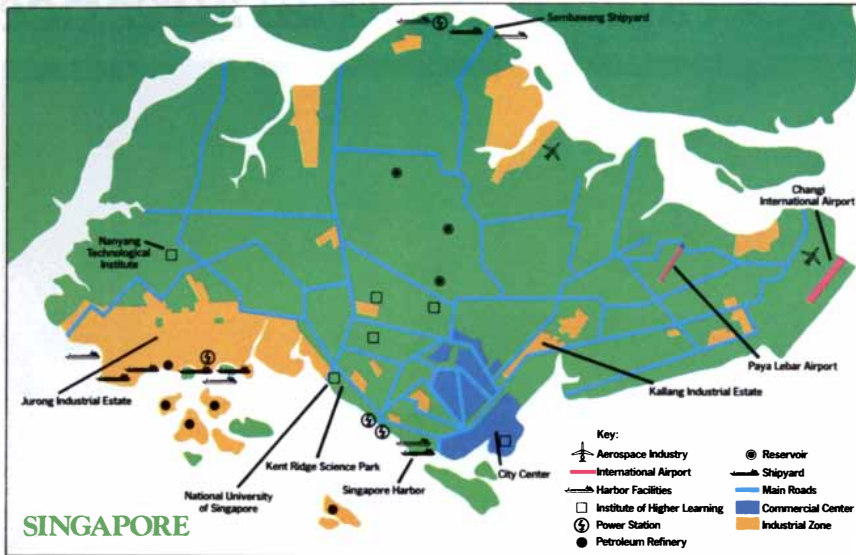 Sembawang Shipyard
Changi
International Airport
Nanyang
Technological
Institute
Jurong Industrial Estate
Paya Lebar Airport
Kallang Industrial Estate
Kent Ridge Science Park
City Center
National University
of Singapore
Singapore Harbor
SINGAPORE
Key:
Aerospace Industry
International Airport
Harbor Facilities
Institute of Higher Learning
Power Station
Petroleum Refinery
Reservoir
Shipyard
Main Roads
Commercial Center
Industrial Zone